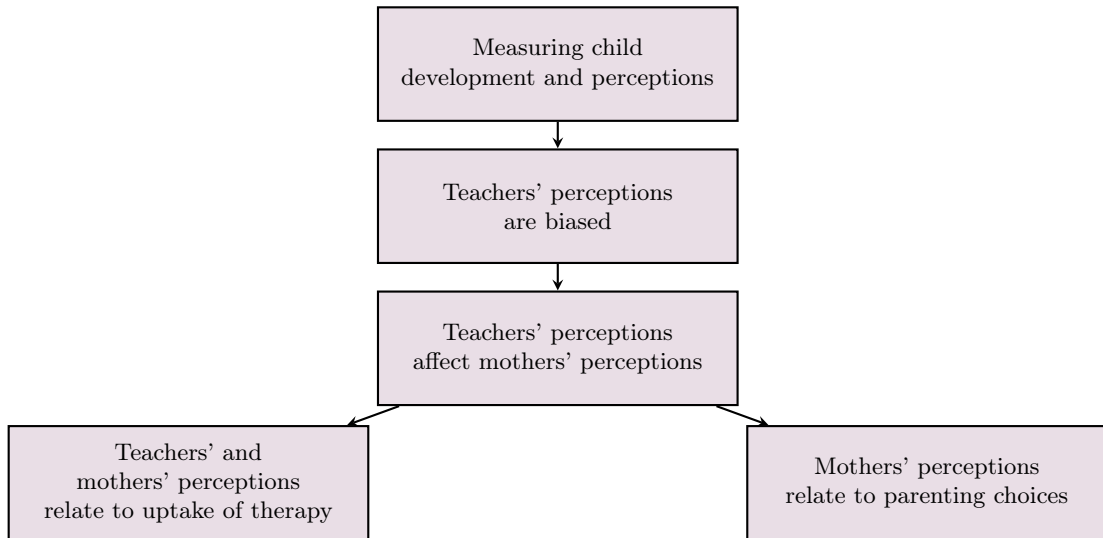 Measuring child
development and perceptions
Teachers’ perceptions
are biased
Teachers’ perceptions
affect mothers’ perceptions
Teachers’ and
mothers’ perceptions
relate to uptake of therapy
Mothers’ perceptions
relate to parenting choices